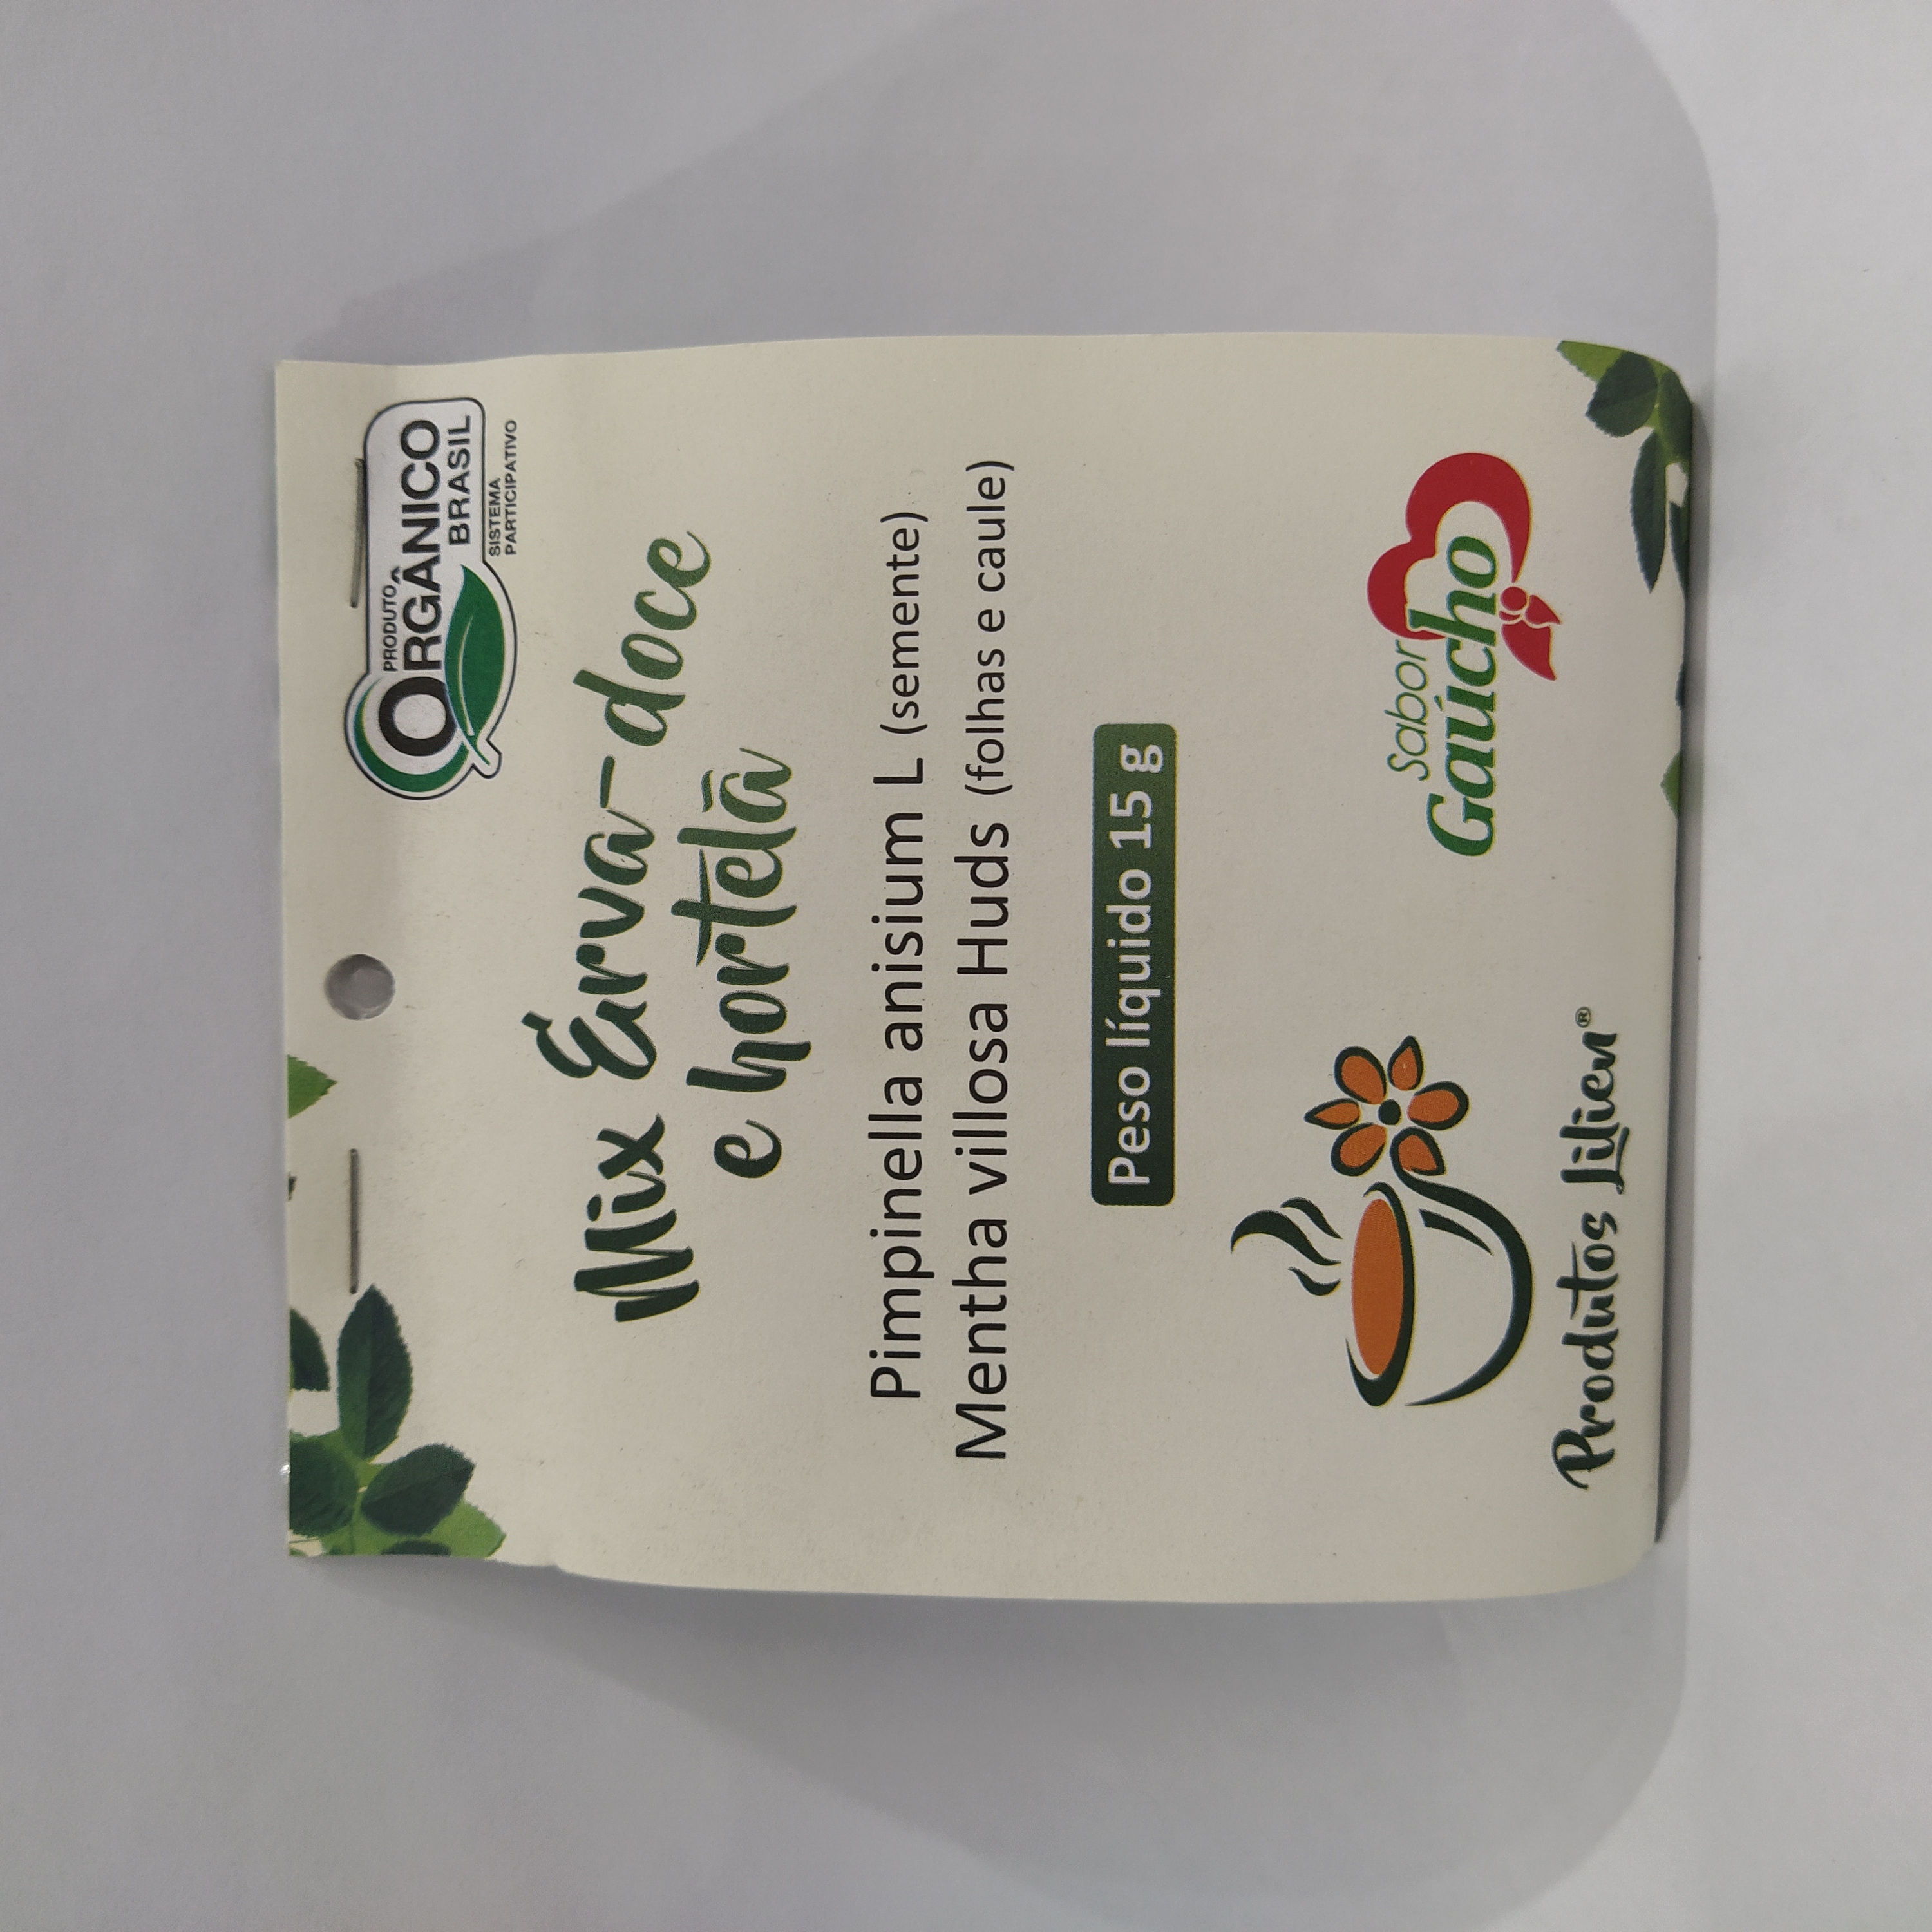 PRODUTO
ORGÂNICO
BRASIL
SISTEMA
PARTICIPATIVO
Mix Erva-doce
e hortelã
Pimpinella anisium L (semente)
Mentha villosa Huds (folhas e caule)
Peso líquido 15 g
Sabor
Gaúcho
Produtos Lilien®